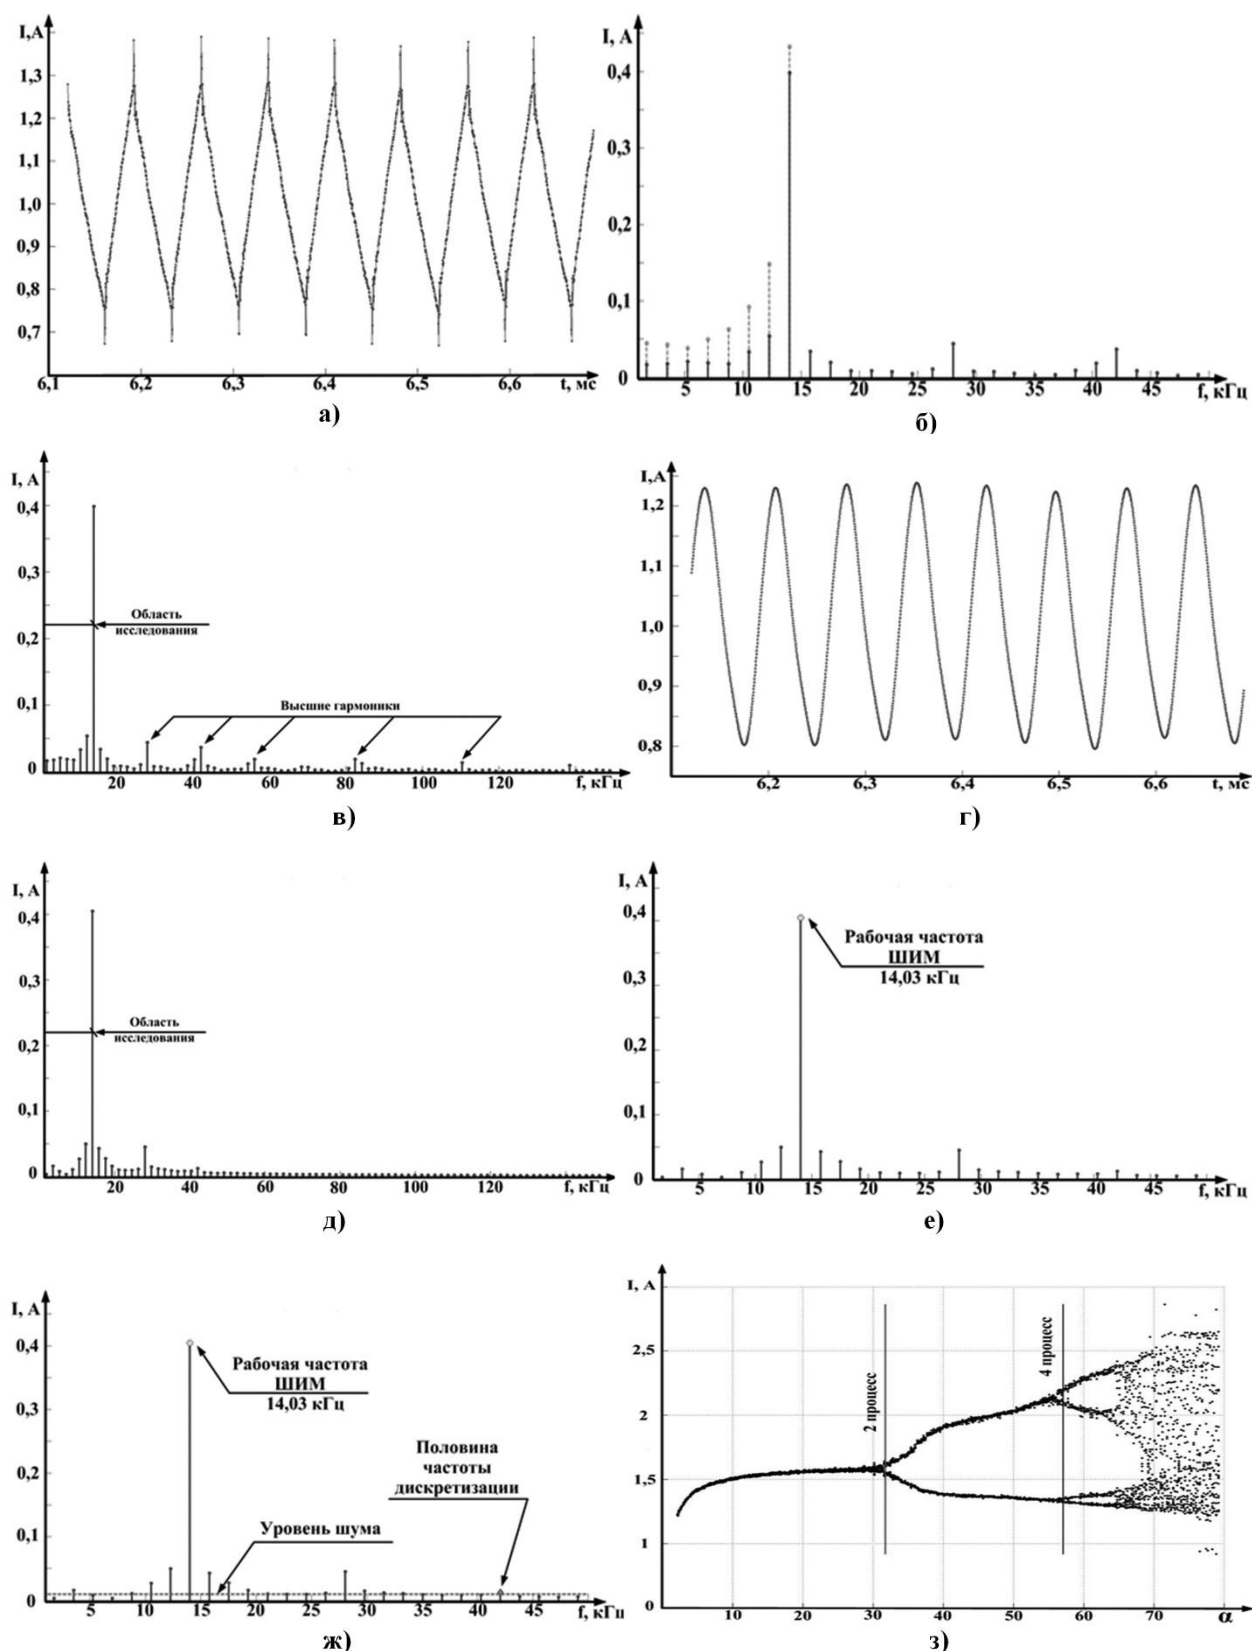 I,A
1,3
1,2
1,1
1,0
0,9
0,8
0,7
6,1 6,2 6,3 6,4 6,5 6,6 t, мс
а)
I, A
0,4
0,3
0,2
0,1
0
5 10 15 20 25 30 35 40 45 f, кГц
б)
I, A
0,4
0,3
0,2
0,1
0
Область
исследования
Высшие гармоники
20 40 60 80 100 120 f, кГц
в)
I,A
1,2
1,1
1,0
0,9
0,8
6,2 6,3 6,4 6,5 6,6 t, мс
г)
I, A
0,4
0,3
0,2
0,1
0
Область
исследования
20 40 60 80 100 120 f, кГц
д)
I, A
0,4
0,3
0,2
0,1
0
Рабочая частота
ШИМ
14,03 кГц
5 10 15 20 25 30 35 40 45 f, кГц
е)
I, A
0,4
0,3
0,2
0,1
0
Рабочая частота
ШИМ
14,03 кГц
Половина
частоты
дискретизации
Уровень шума
5 10 15 20 25 30 35 40 45 f, кГц
ж)
I, A
2,5
2
1,5
1
0
2 процесс
4 процесс
10 20 30 40 50 60 70 α
з)